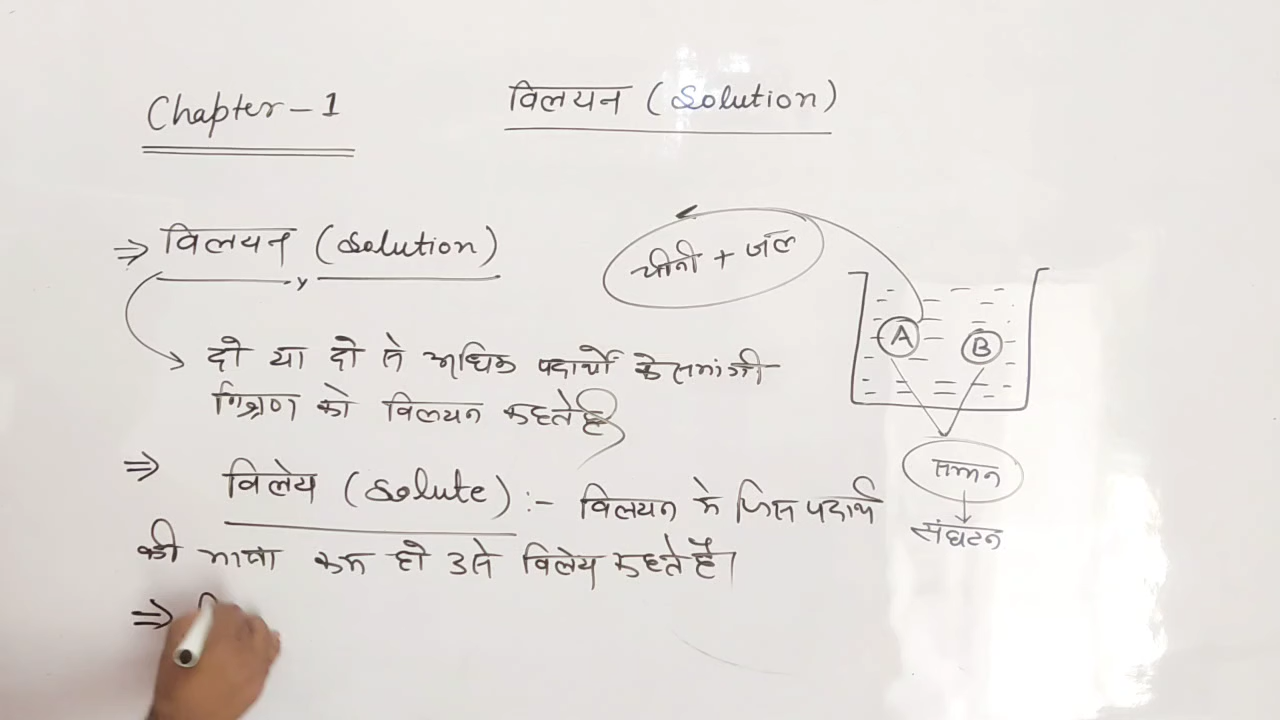 Chapter-1
विलयन (Solution)
⇒ विलयन (Solution)
चीनी + जल
दो या दो से अधिक पदार्थों के समांगी
मिश्रण को विलयन कहते हैं
A B
समान
संघटन
⇒ विलेय (Solute) :- विलयन मे जिस पदार्थ
की मात्रा कम हो उसे विलेय कहते हैं।
⇒